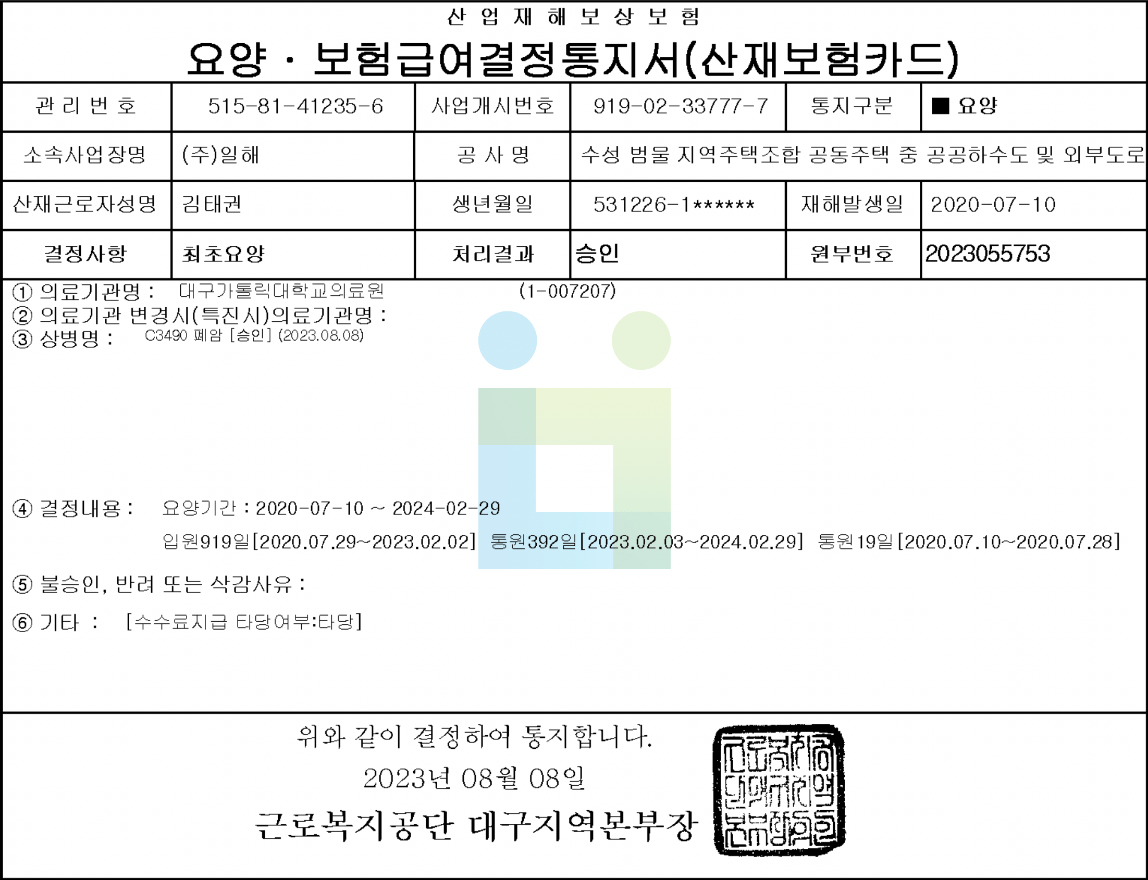 산 업 재 해 보 상 보 험
요양 · 보험급여결정통지서(산재보험카드)
관 리 번 호 515-81-41235-6 사업개시번호 919-02-33777-7 통지구분 ■ 요양
소속사업장명 (주)일해 공 사 명 수성 범물 지역주택조합 공동주택 중 공공하수도 및 외부도로
산재근로자성명 김태권 생년월일 531226-1****** 재해발생일 2020-07-10
결정사항 최초요양 처리결과 승인 원부번호 2023055753
① 의료기관명 : 대구가톨릭대학교의료원 (1-007207)
② 의료기관 변경시(특진시)의료기관명 :
③ 상병명 : C3490 폐암 [승인] (2023.08.08)
④ 결정내용 : 요양기간 : 2020-07-10 ~ 2024-02-29
입원919일[2020.07.29~2023.02.02] 통원392일[2023.02.03~2024.02.29] 통원19일[2020.07.10~2020.07.28]
⑤ 불승인, 반려 또는 삭감사유 :
⑥ 기타 : [수수료지급 타당여부:타당]
위와 같이 결정하여 통지합니다.
2023년 08월 08일
근로복지공단 대구지역본부장